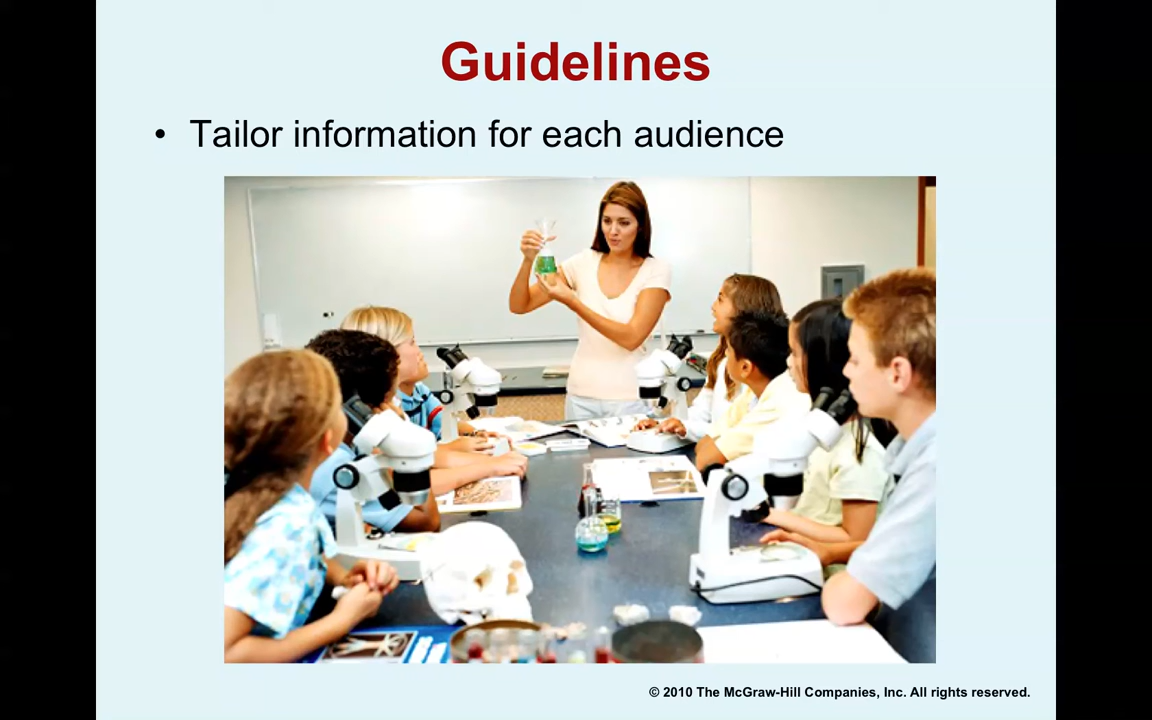 Guidelines
• Tailor information for each audience
© 2010 The McGraw-Hill Companies, Inc. All rights reserved.